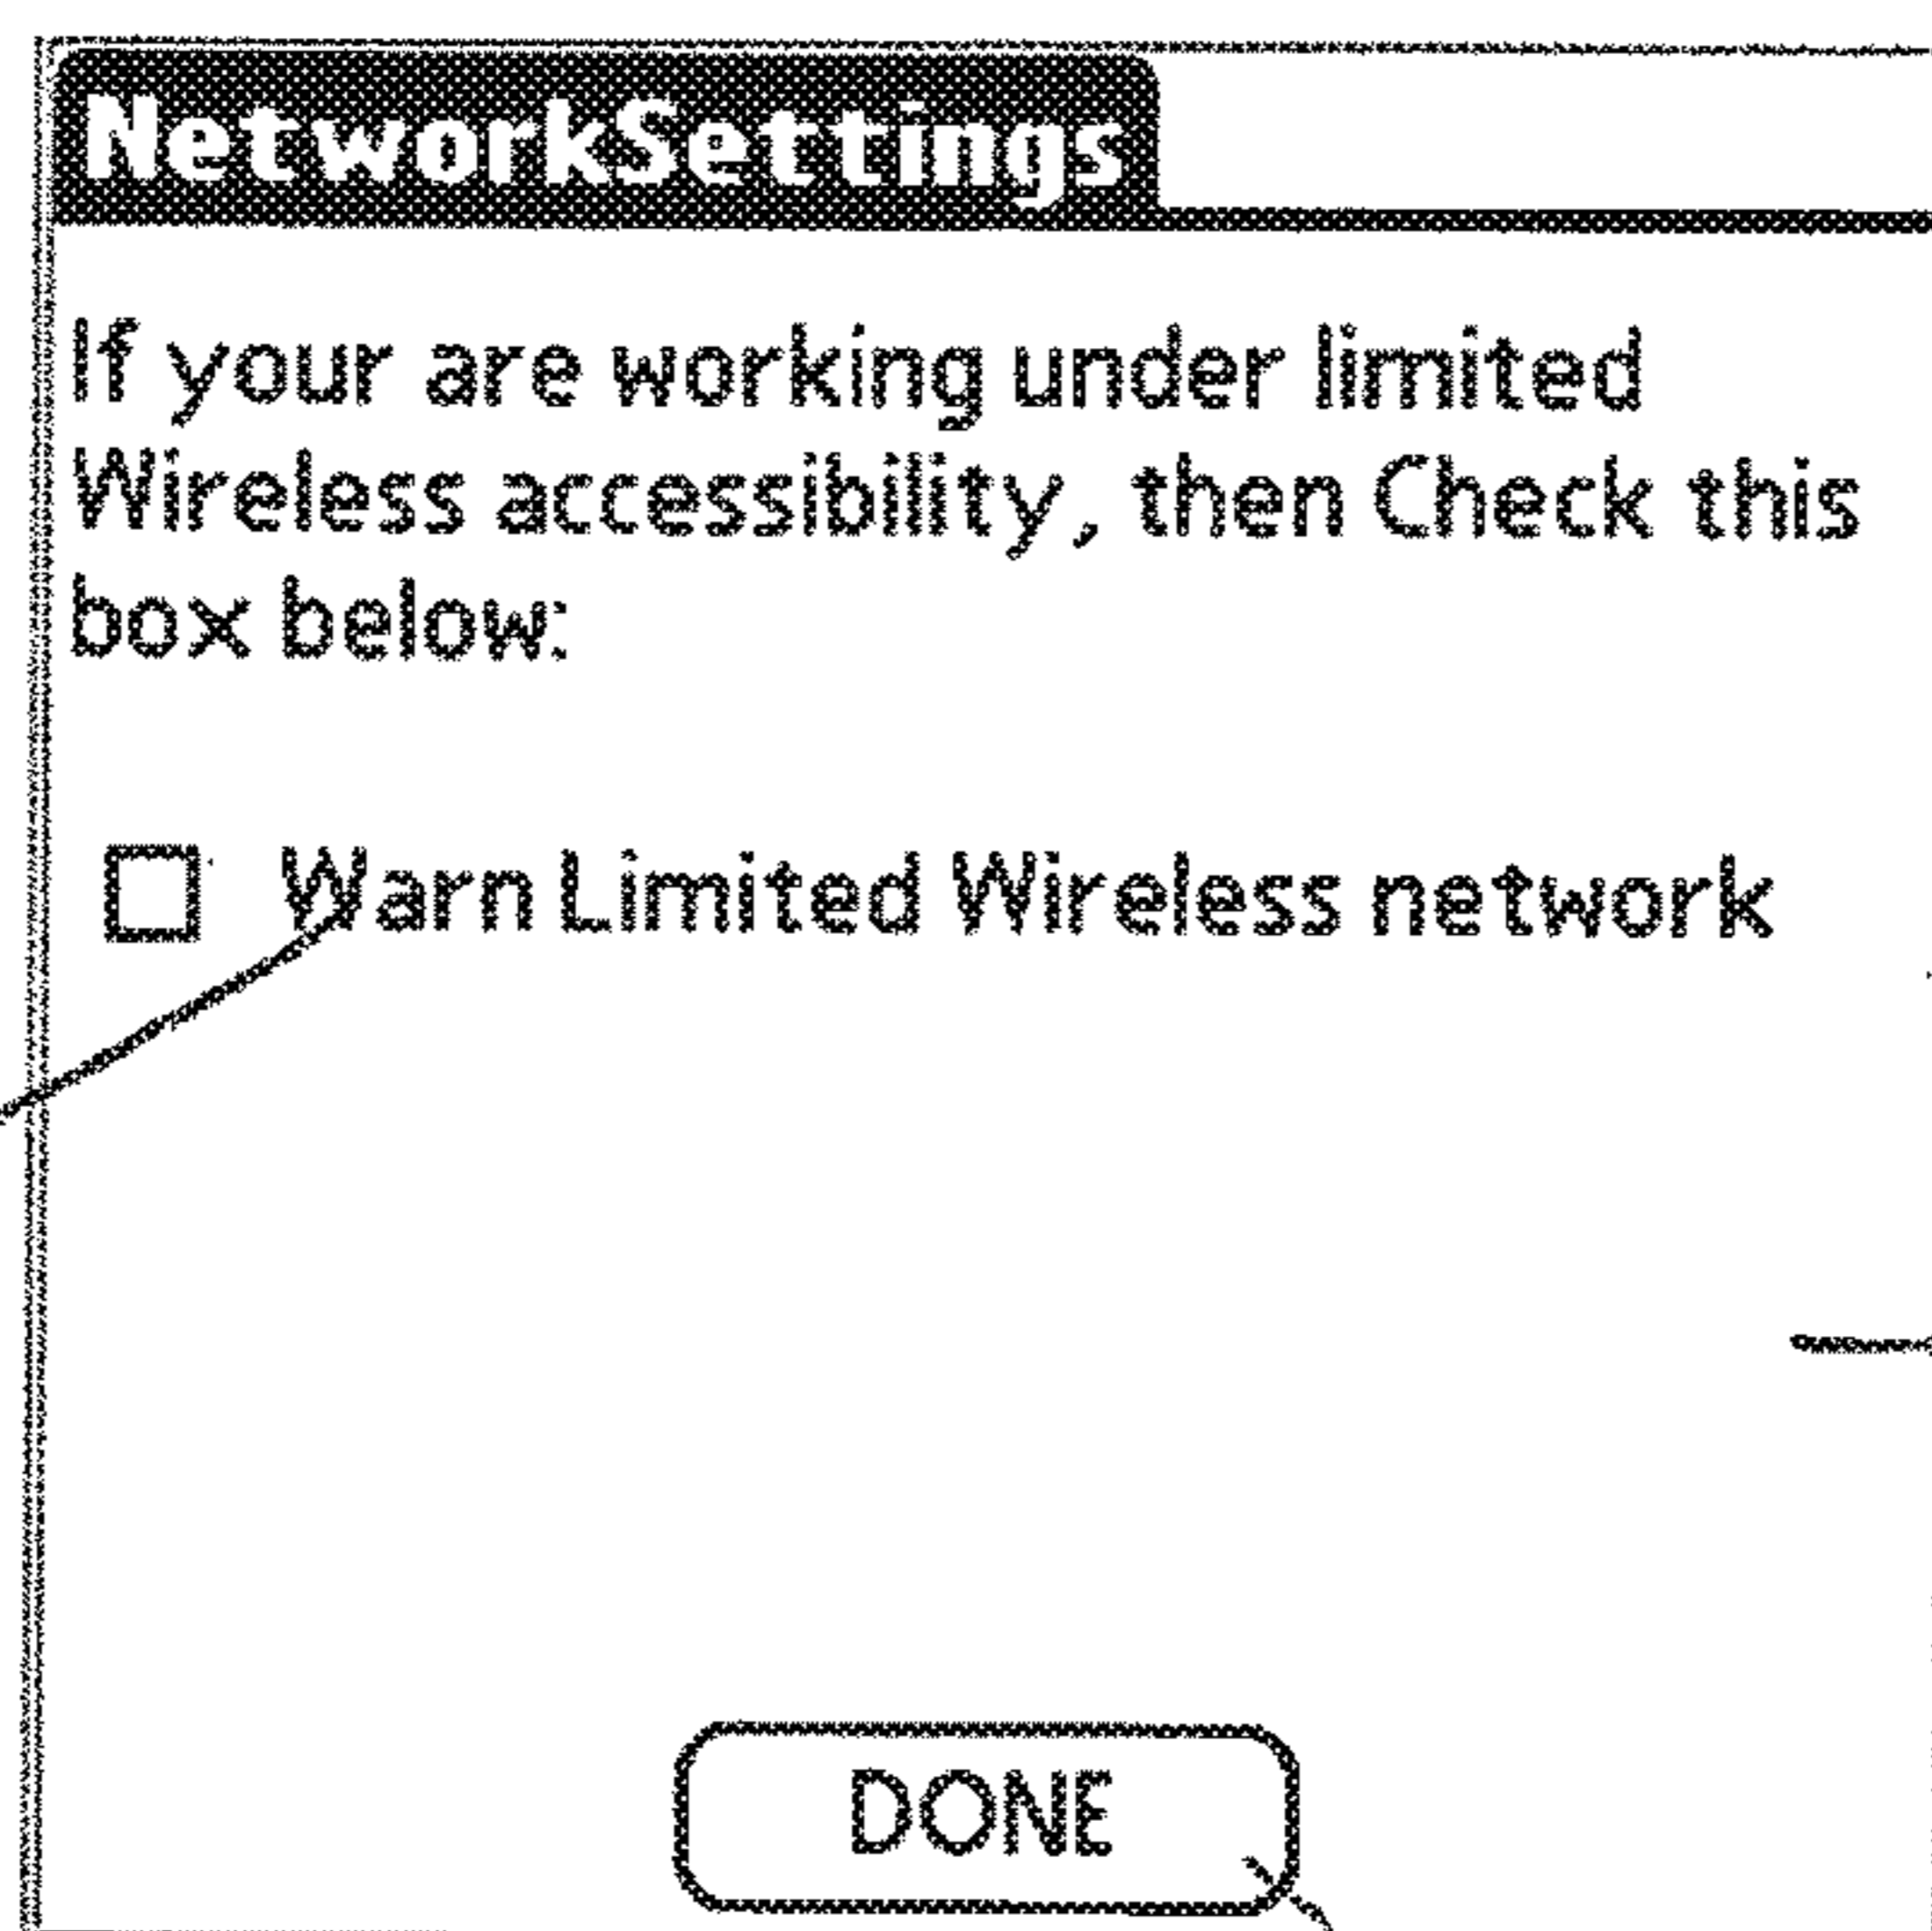 NetworkSettings
If your are working under limited
Wireless accessibility, then Check this
box below:
Warn Limited Wireless network
DONE